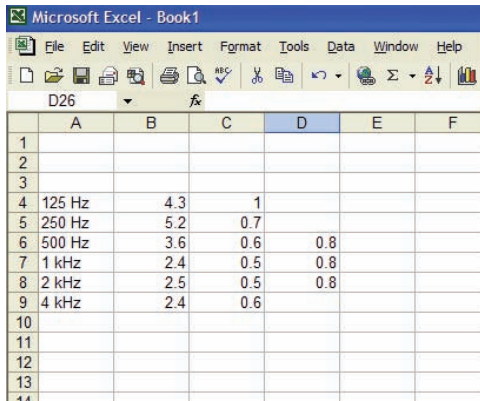 Microsoft Excel - Book1
File Edit View Insert Format Tools Data Window Help
ABC Σ A Z
D26 fx
A B C D E F
1
2
3
4 125 Hz 4.3 1
5 250 Hz 5.2 0.7
6 500 Hz 3.6 0.6 0.8
7 1 kHz 2.4 0.5 0.8
8 2 kHz 2.5 0.5 0.8
9 4 kHz 2.4 0.6
10
11
12
13
14